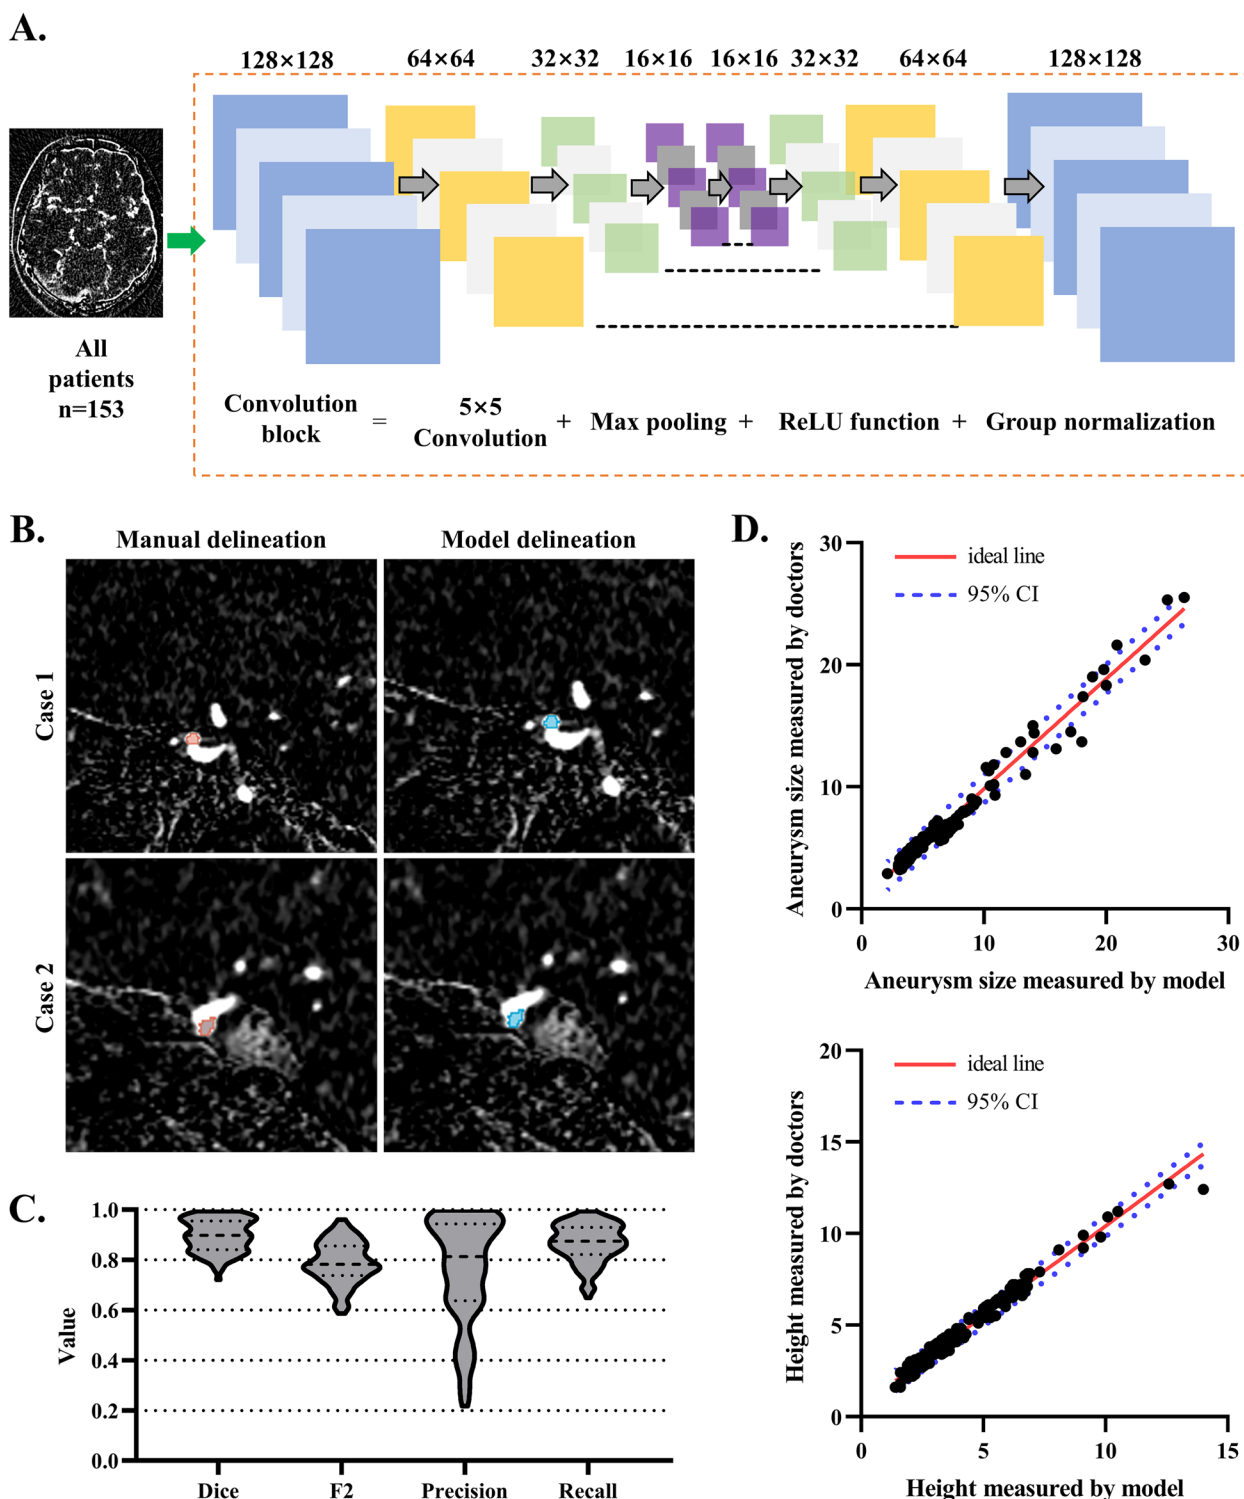 A.
128×128 64×64 32×32 16×16 16×16 32×32 64×64 128×128
All
patients
n=153
Convolution
block
=
5×5
Convolution
+ Max pooling + ReLU function + Group normalization
B.
Manual delineation
Model delineation
Case 1
Case 2
C.
Value
1.0
0.8
0.6
0.4
0.2
0.0
Dice F2 Precision Recall
D.
Aneurysm size measured by doctors
30
20
10
0
ideal line
95% CI
0 10 20 30
Aneurysm size measured by model
Height measured by doctors
20
15
10
5
0
ideal line
95% CI
0 5 10 15
Height measured by model